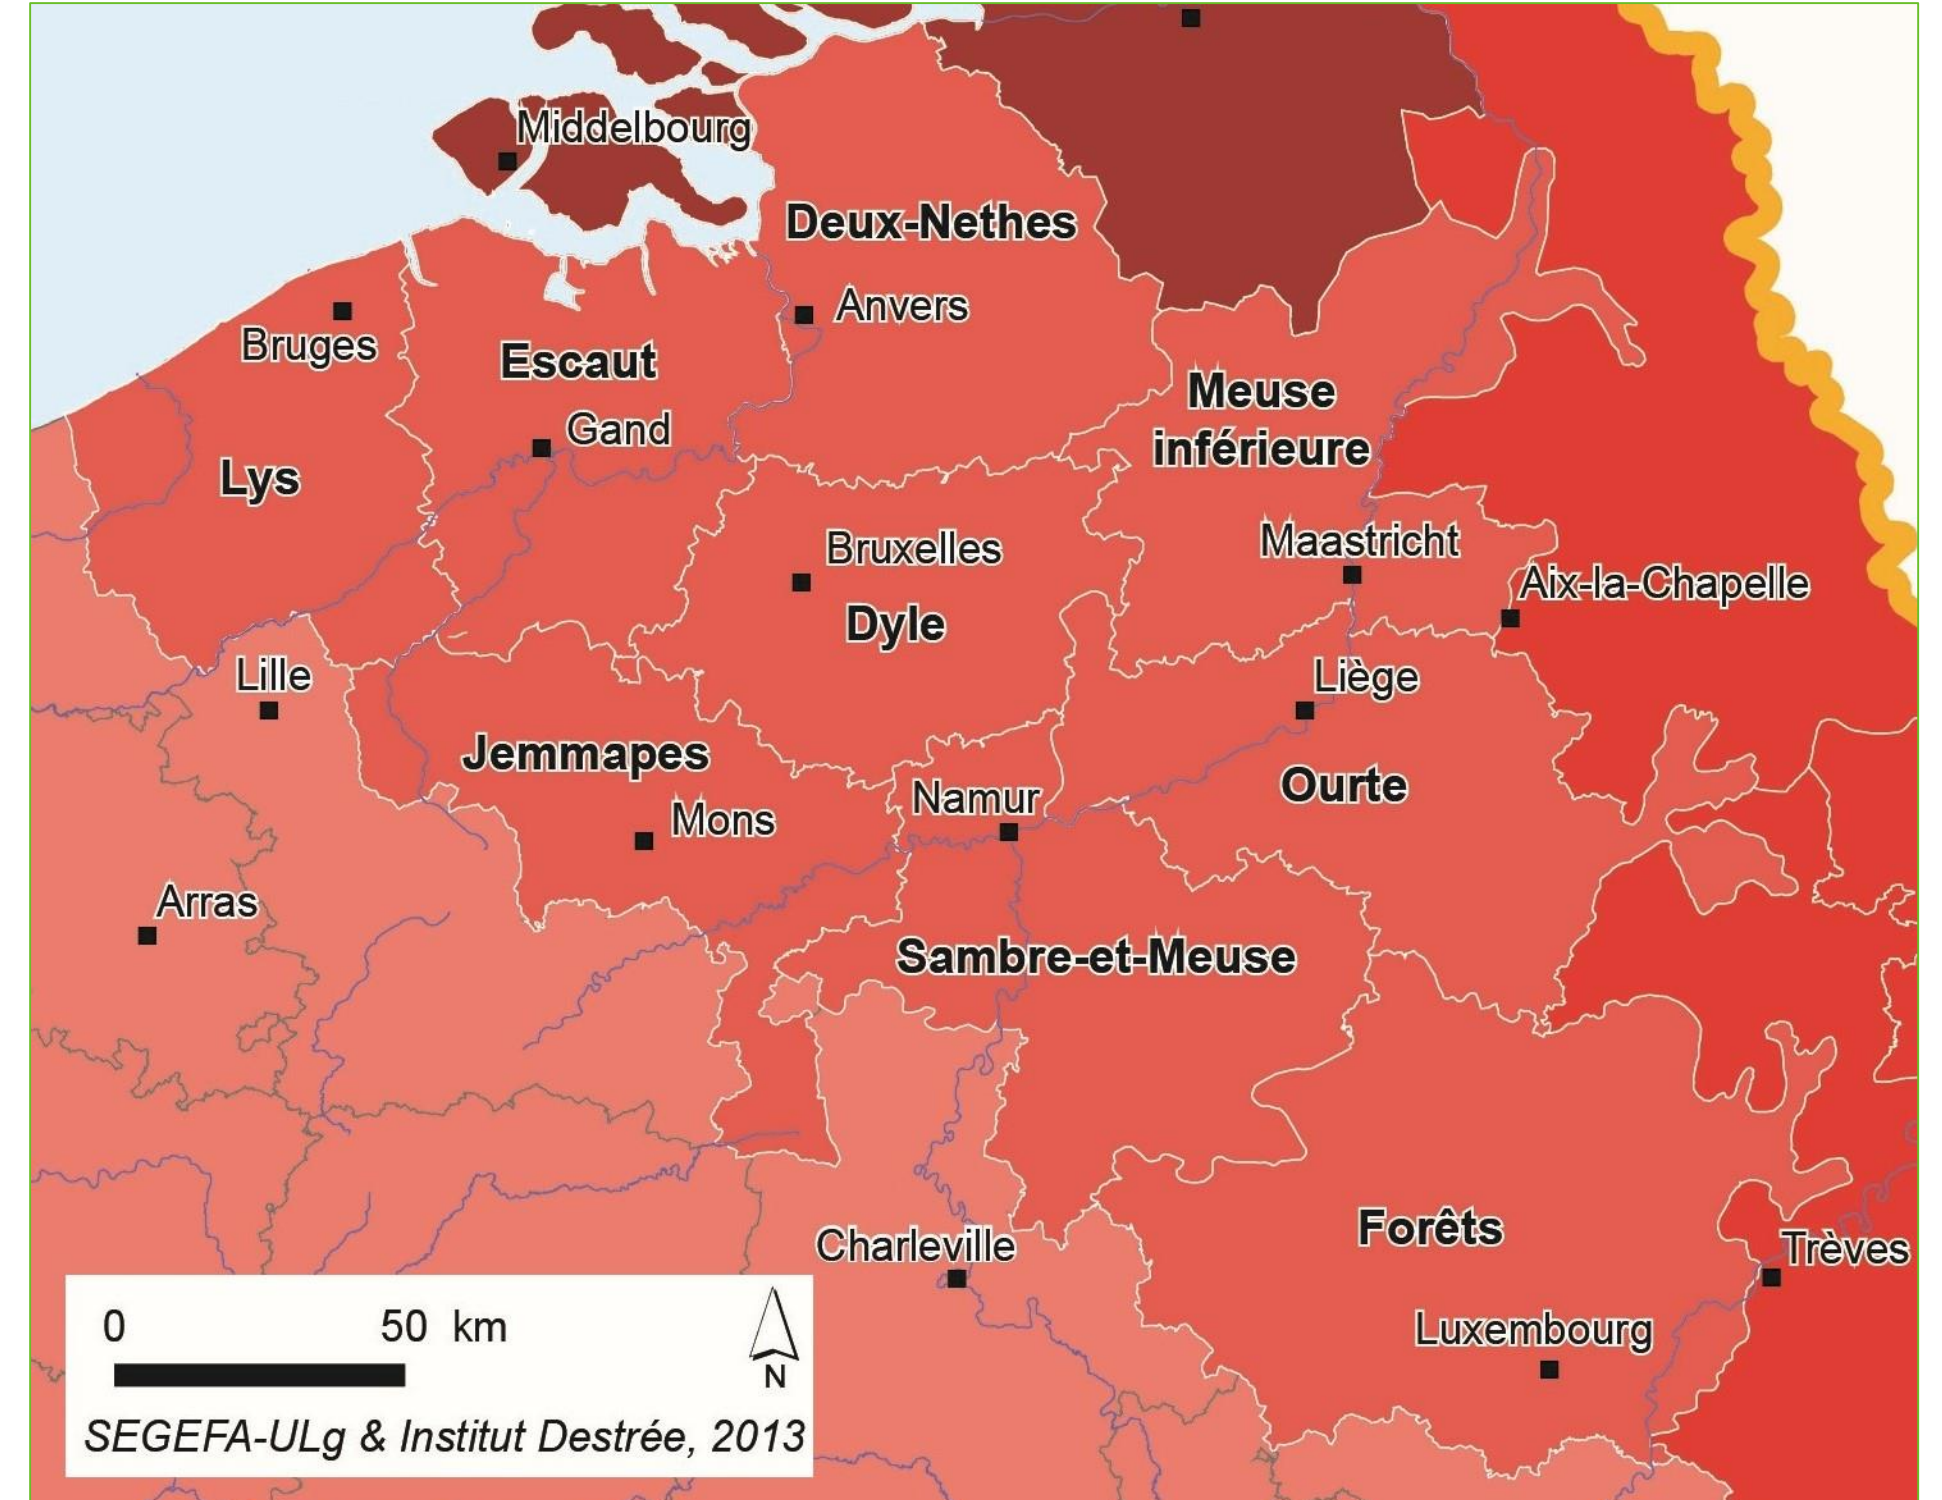 Middelbourg
Deux-Nethes
Anvers
Bruges
Escaut
Gand
Lys
Meuse
inférieure
Bruxelles
Dyle
Maastricht
Aix-la-Chapelle
Lille
Liège
Jemmapes
Mons
Namur
Ourte
Arras
Sambre-et-Meuse
Charleville
Forêts
Trèves
Luxembourg
0 50 km
N
SEGEFA-ULg & Institut Destrée, 2013